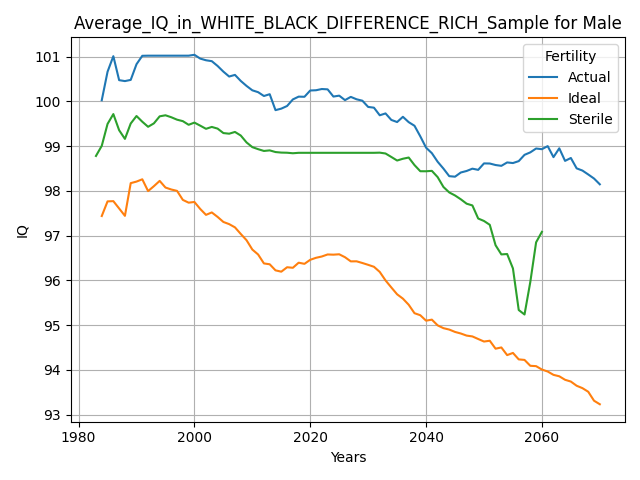 Average_IQ_in_WHITE_BLACK_DIFFERENCE_RICH_Sample for Male
Fertility
Actual
Ideal
Sterile
IQ
101
100
99
98
97
96
95
94
93
1980
2000
2020
2040
2060
Years